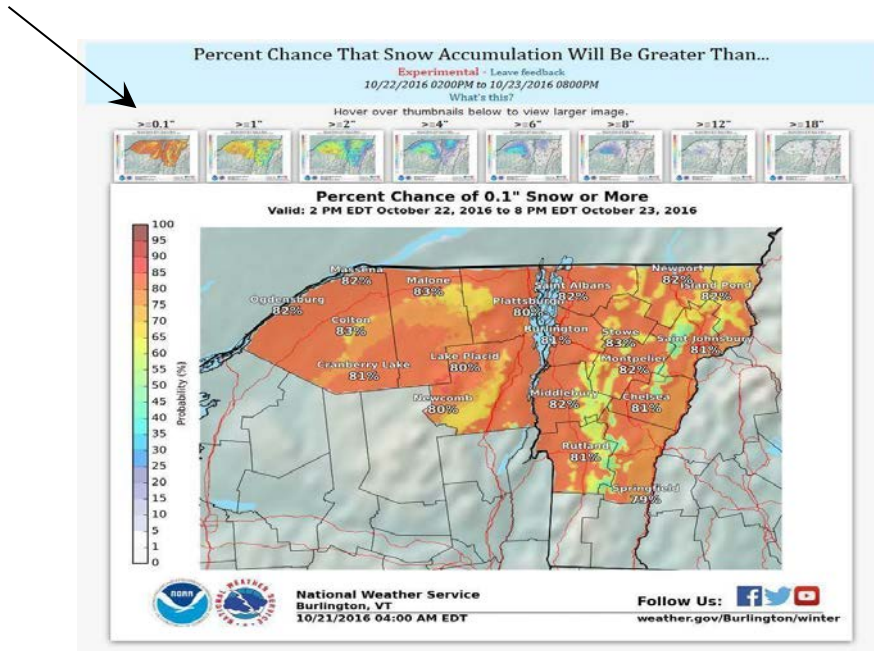 Percent Chance That Snow Accumulation Will Be Greater Than...
Experimental - Leave feedback
10/22/2016 0200PM to 10/23/2016 0800PM
What's this?
Hover over thumbnails below to view larger image.
>=0.1" >=1" >=2" >=4" >=6" >=8" >=12" >=18"
Percent Chance of 0.1" Snow or More
Valid: 2 PM EDT October 22, 2016 to 8 PM EDT October 23, 2016
Probability (%)
100
95
90
85
80
75
70
65
60
55
50
45
40
35
30
25
20
15
10
5
1
0
Massena
82%
Malone
83%
Ogdensburg
82%
Colton
83%
Cranberry Lake
81%
Lake Placid
80%
Newcomb
80%
Plattsburgh
80%
Saint Albans
82%
Burlington
81%
Newport
82%
Island Pond
82%
Stowe
83%
Saint Johnsbury
81%
Montpelier
82%
Middlebury
82%
Chelsea
81%
Rutland
81%
Springfield
79%
NOAA
NATIONAL WEATHER SERVICE
National Weather Service
Burlington, VT
10/21/2016 04:00 AM EDT
Follow Us:
weather.gov/Burlington/winter